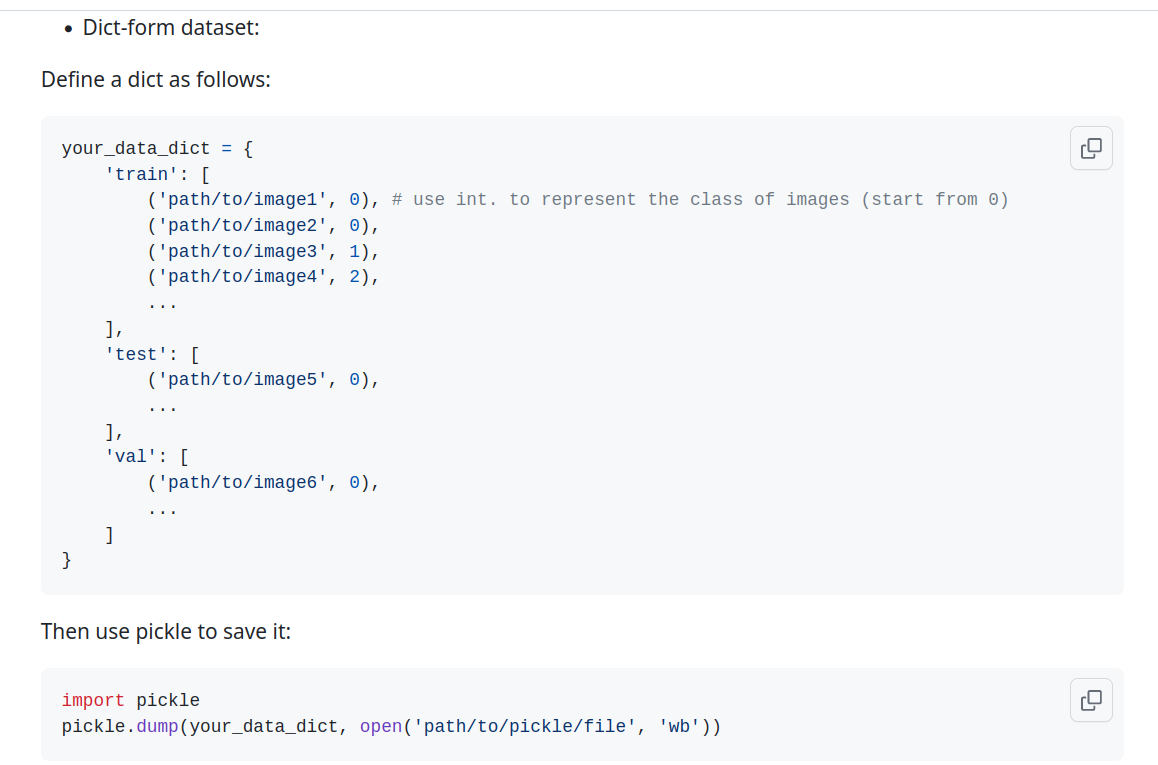 • Dict-form dataset:
Define a dict as follows:
your_data_dict = {
    'train': [
        ('path/to/image1', 0), # use int. to represent the class of images (start from 0)
        ('path/to/image2', 0),
        ('path/to/image3', 1),
        ('path/to/image4', 2),
        ...
    ],
    'test': [
        ('path/to/image5', 0),
        ...
    ],
    'val': [
        ('path/to/image6', 0),
        ...
    ]
}
Then use pickle to save it:
import pickle
pickle.dump(your_data_dict, open('path/to/pickle/file', 'wb'))